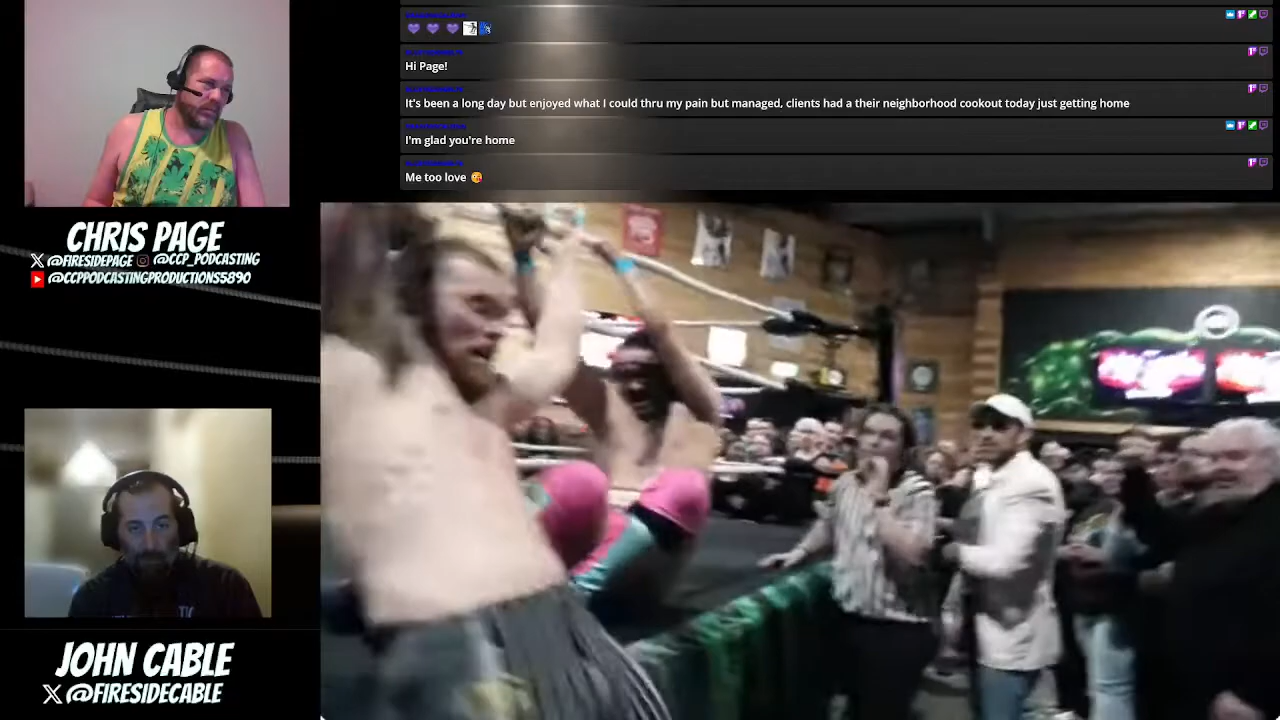 Hi Page!
It's been a long day but enjoyed what I could thru my pain but managed, clients had a their neighborhood cookout today just getting home
I'm glad you're home
Me too love 😘
CHRIS PAGE
@FIRESIDEPAGE @CCP_PODCASTING
@CCPPODCASTINGPRODUCTIONS5890
JOHN CABLE
@FIRESIDECABLE